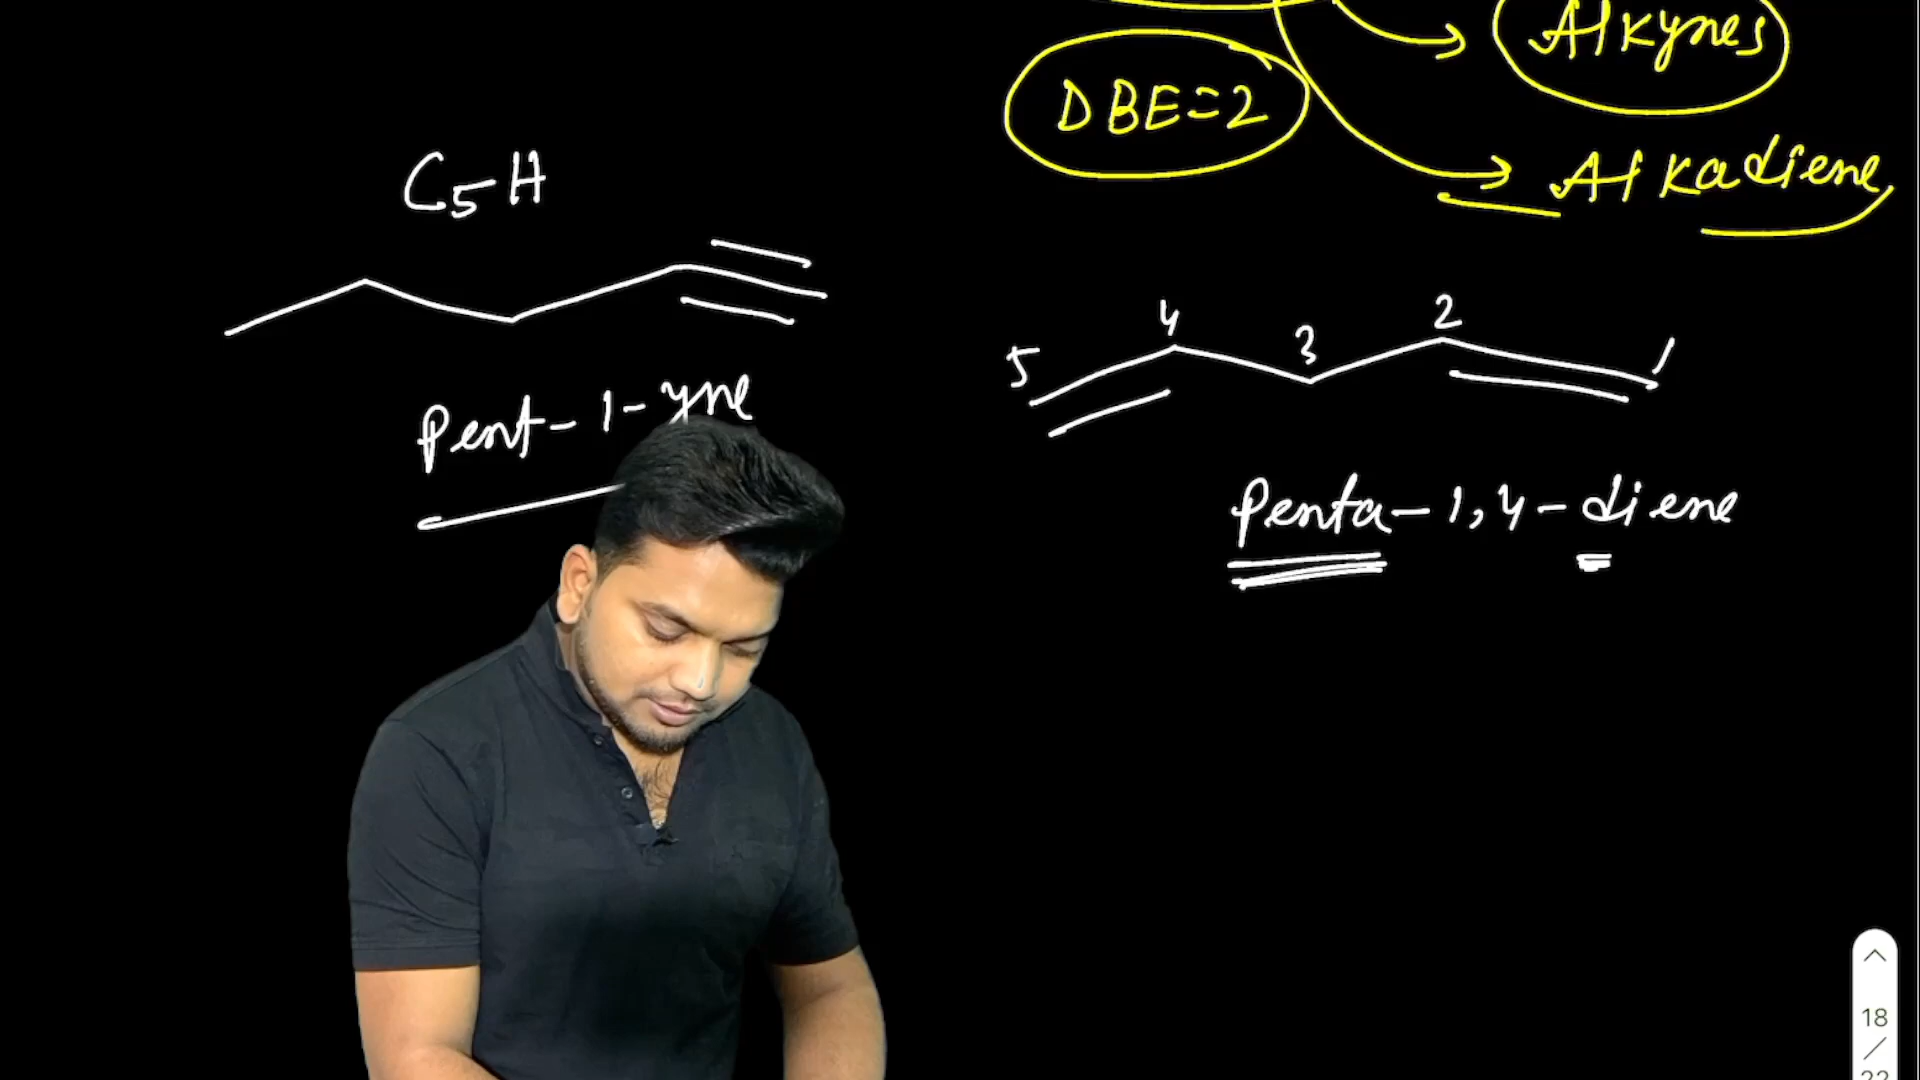 Alkynes
DBE=2
Alkadiene
C5H
5 4 3 2 1
Pent-1-yne
Penta-1,4-diene
18
/